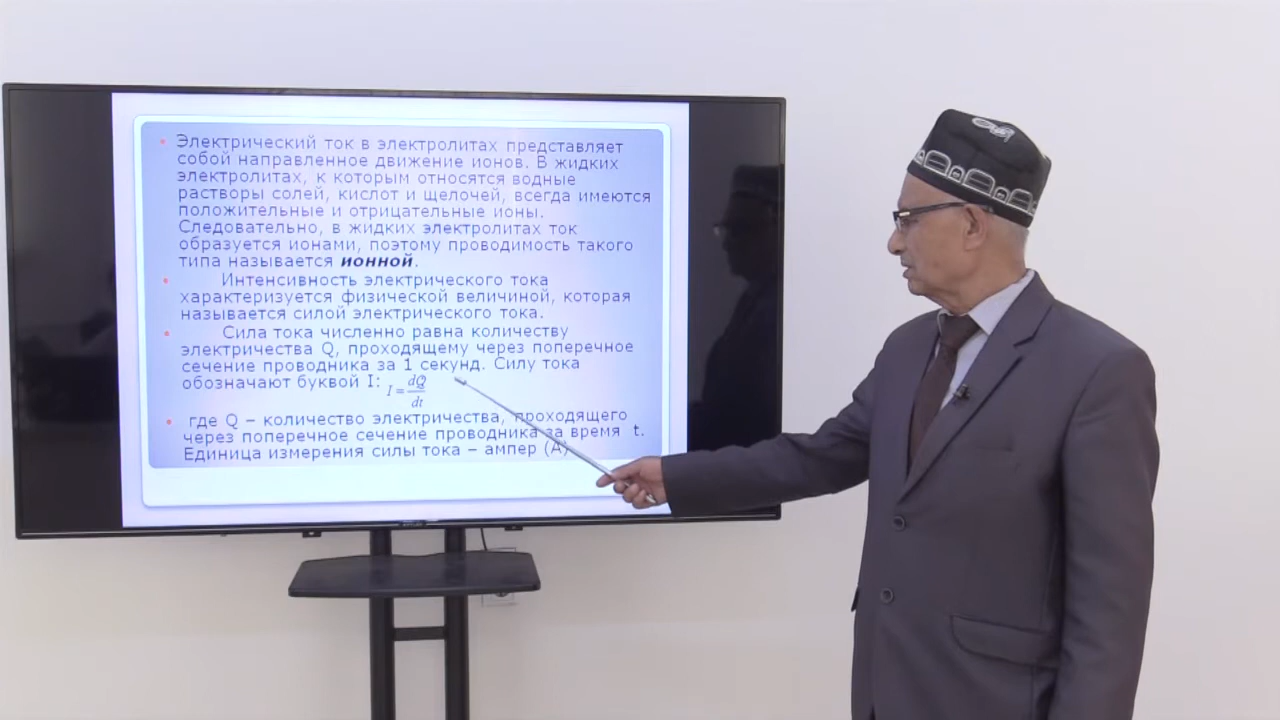 Электрический ток в электролитах представляет
собой направленное движение ионов. В жидких
электролитах, к которым относятся водные
растворы солей, кислот и щелочей, всегда имеются
положительные и отрицательные ионы.
Следовательно, в жидких электролитах ток
образуется ионами, поэтому проводимость такого
типа называется ионной.
Интенсивность электрического тока
характеризуется физической величиной, которая
называется силой электрического тока.
Сила тока численно равна количеству
электричества Q, проходящему через поперечное
сечение проводника за 1 секунд. Силу тока
обозначают буквой I: I = dQ/dt
где Q – количество электричества, проходящего
через поперечное сечение проводника за время t.
Единица измерения силы тока – ампер (А)